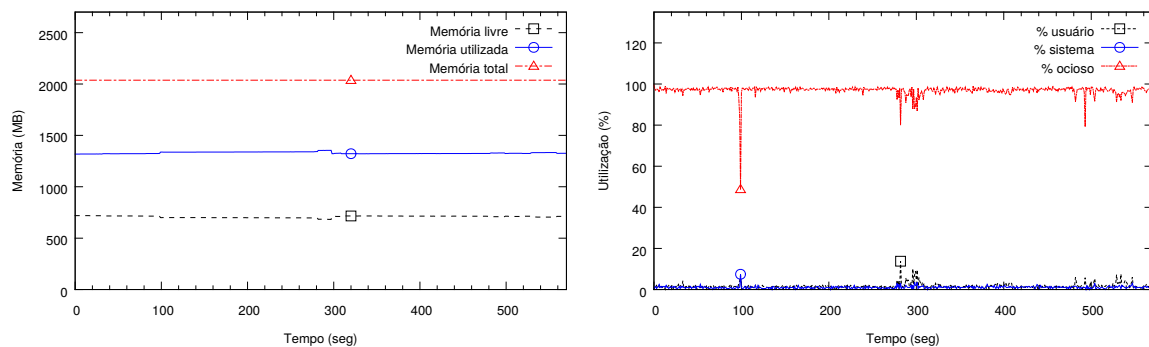 Memória livre
Memória utilizada
Memória total
2500
2000
1500
1000
500
0
Memória (MB)
0 100 200 300 400 500
Tempo (seg)
% usuário
% sistema
% ocioso
120
100
80
60
40
20
0
Utilização (%)
0 100 200 300 400 500
Tempo (seg)